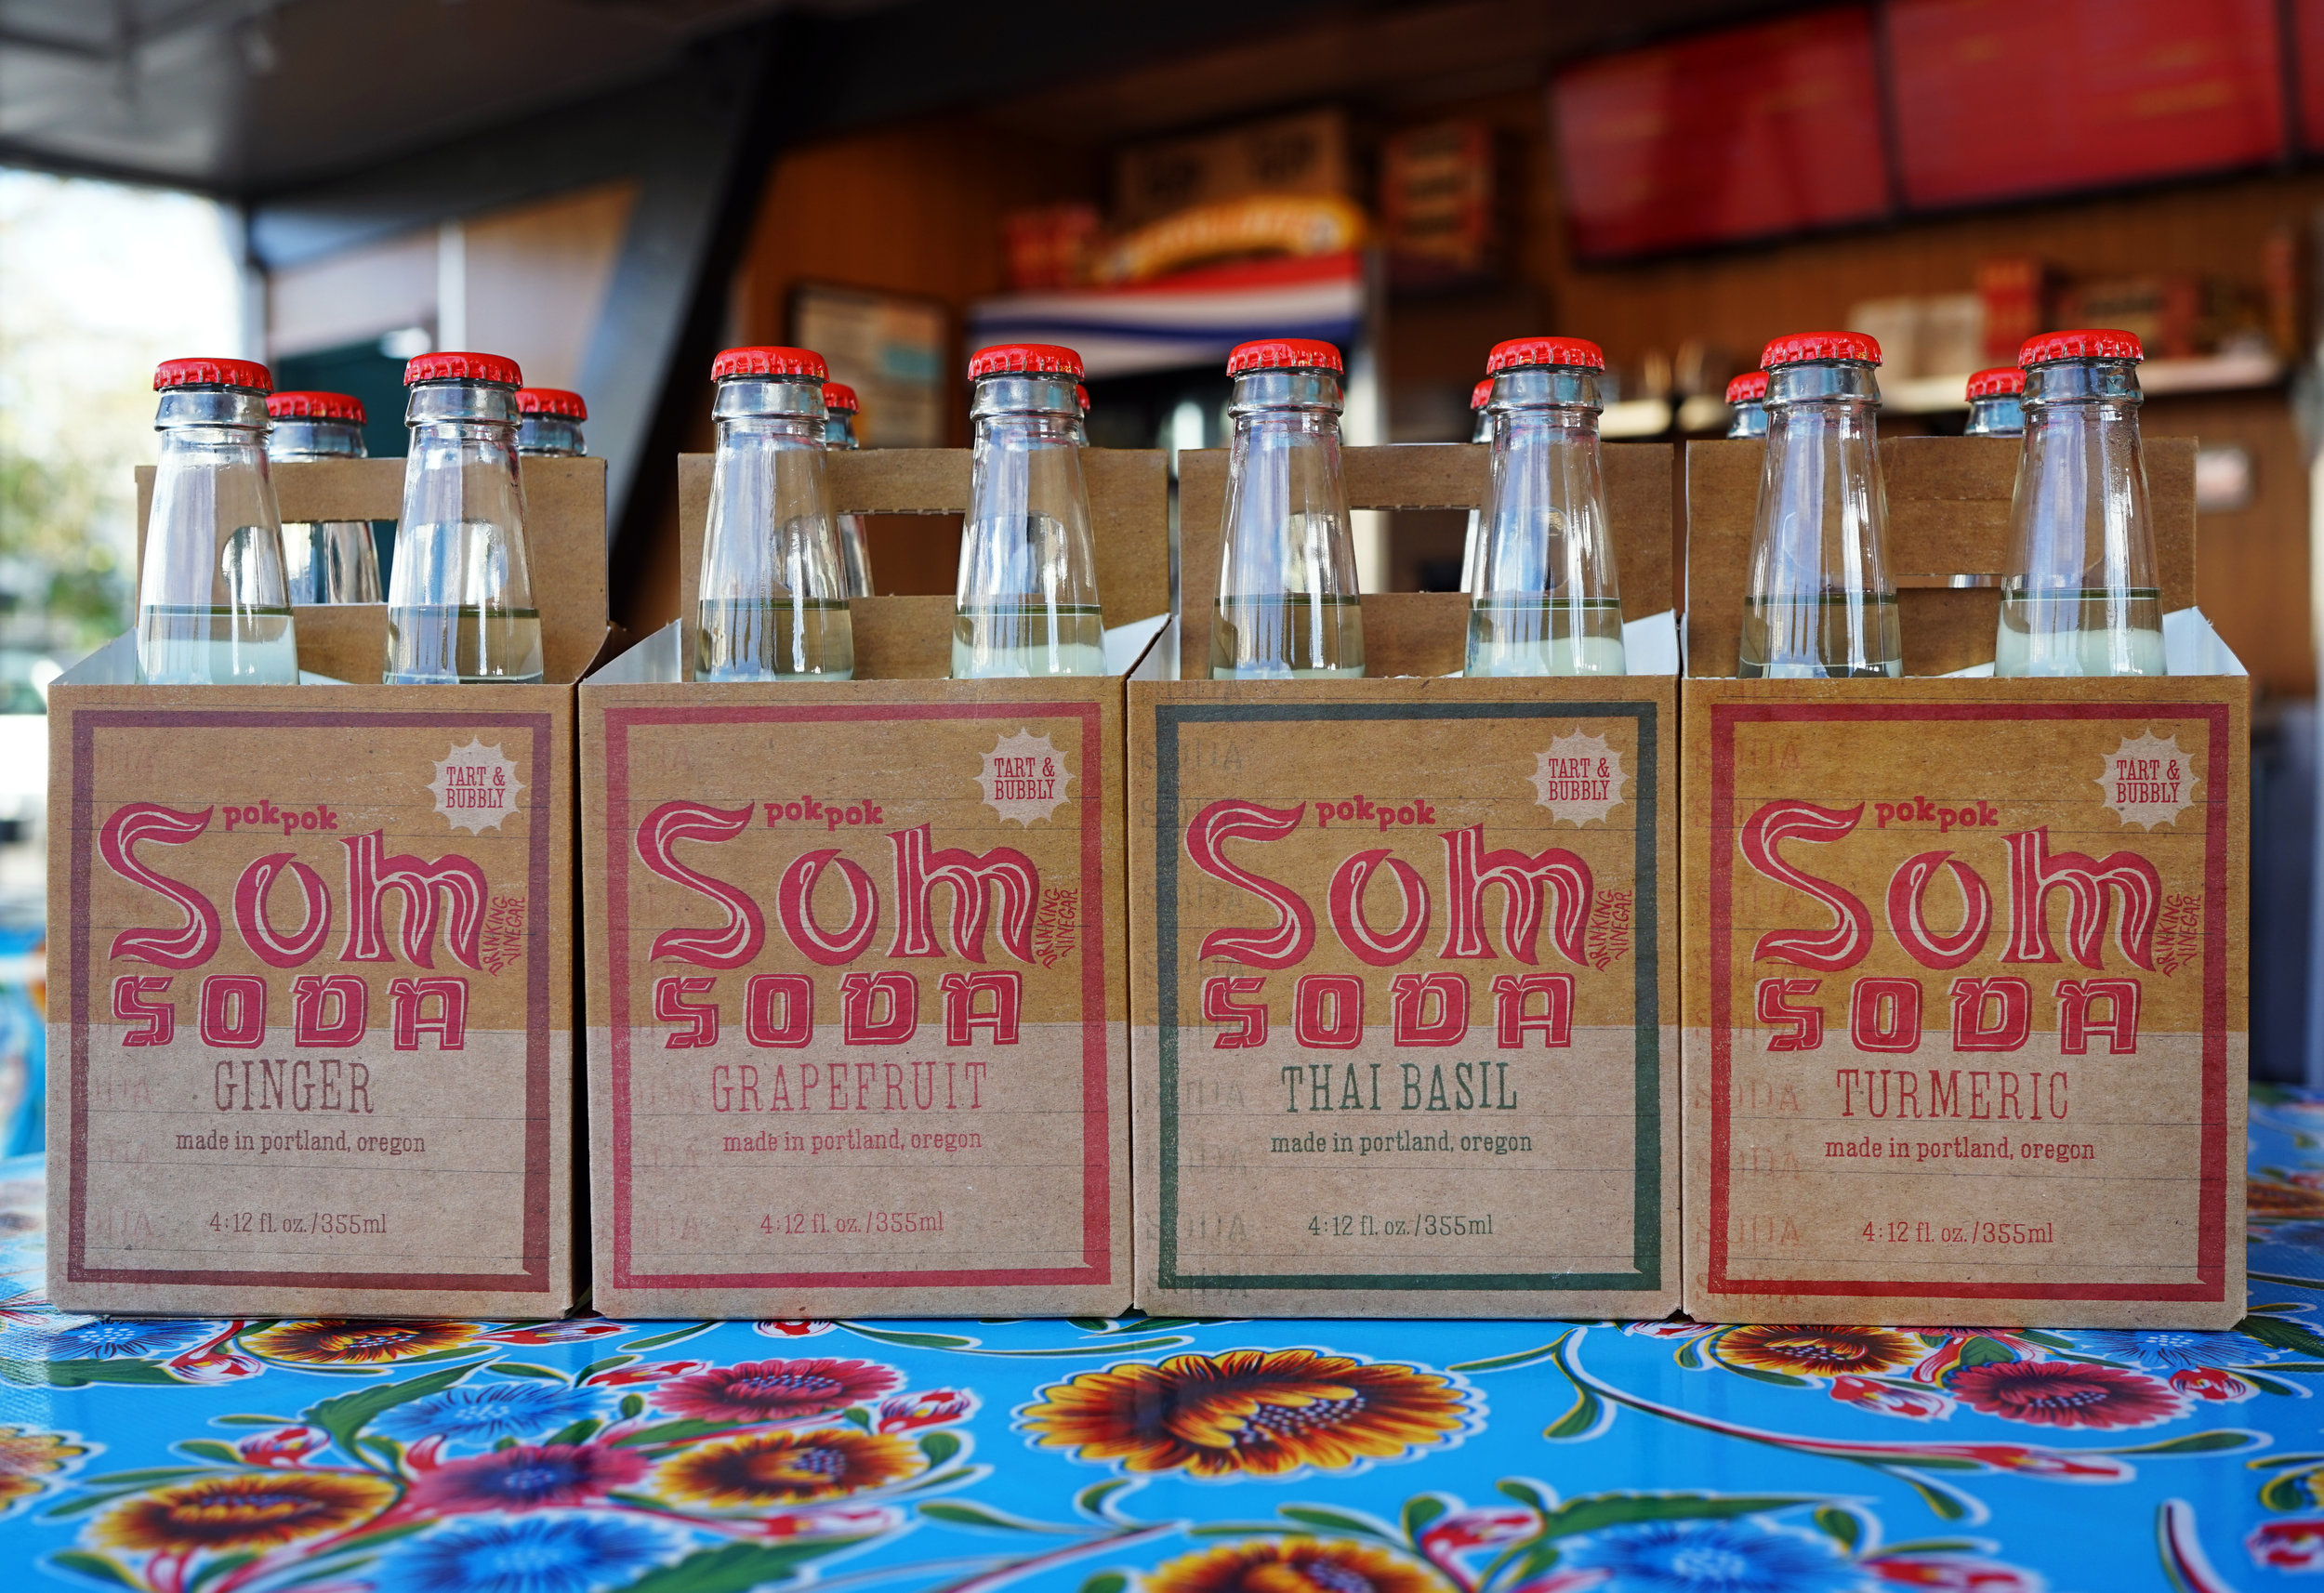 TART &
BUBBLY
pokpok
Som
DRINKING
VINEGAR
SODA
GINGER
made in portland, oregon
4:12 fl. oz./355ml
TART &
BUBBLY
pokpok
Som
DRINKING
VINEGAR
SODA
GRAPEFRUIT
made in portland, oregon
4:12 fl. oz./355ml
TART &
BUBBLY
pokpok
Som
DRINKING
VINEGAR
SODA
THAI BASIL
made in portland, oregon
4:12 fl. oz./355ml
TART &
BUBBLY
pokpok
Som
DRINKING
VINEGAR
SODA
TURMERIC
made in portland, oregon
4:12 fl. oz./355ml